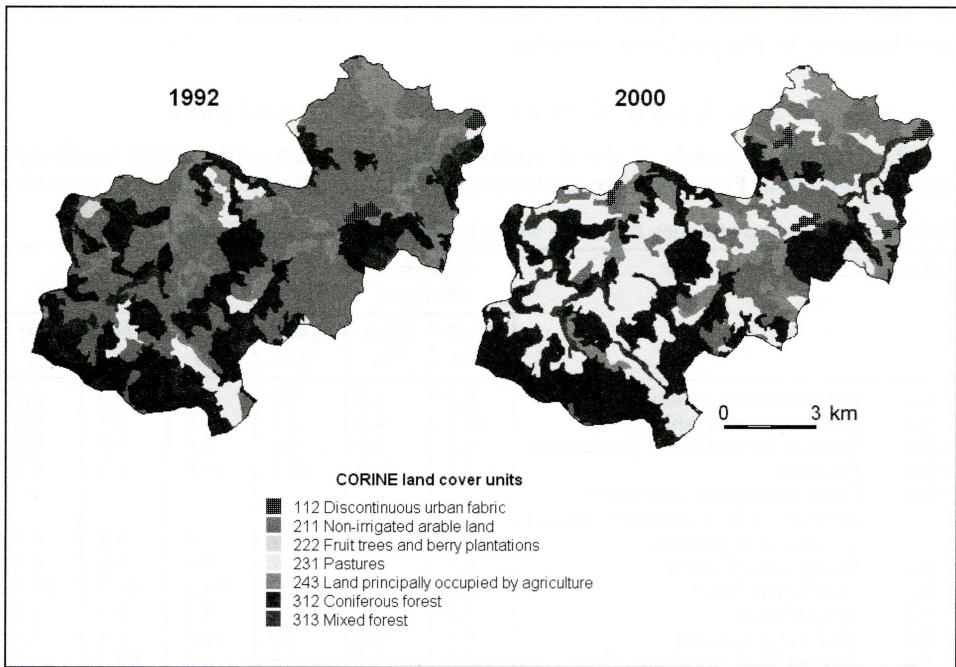 1992
2000
0 3 km
CORINE land cover units
112 Discontinuous urban fabric
211 Non-irrigated arable land
222 Fruit trees and berry plantations
231 Pastures
243 Land principally occupied by agriculture
312 Coniferous forest
313 Mixed forest